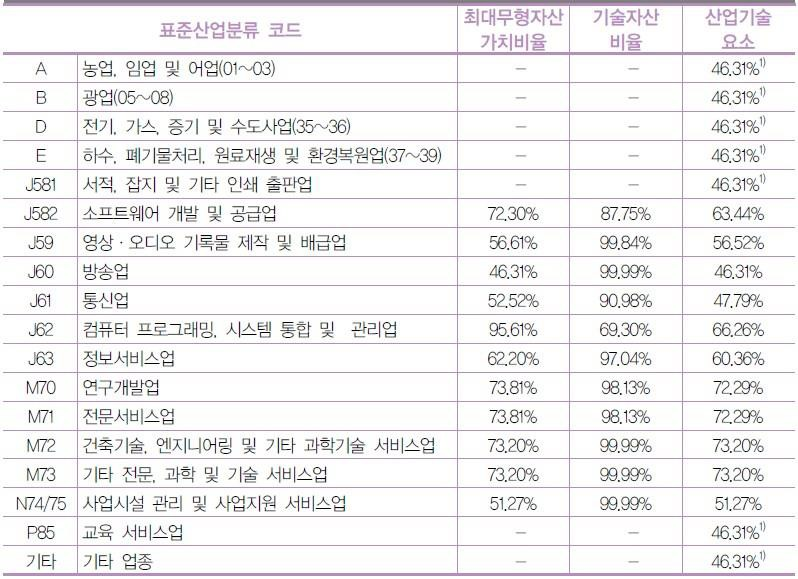 표준산업분류 코드 최대무형자산 가치비율 기술자산 비율 산업기술 요소
A 농업, 임업 및 어업(01~03) - - 46.31%1)
B 광업(05~08) - - 46.31%1)
D 전기, 가스, 증기 및 수도사업(35~36) - - 46.31%1)
E 하수, 폐기물처리, 원료재생 및 환경복원업(37~39) - - 46.31%1)
J581 서적, 잡지 및 기타 인쇄 출판업 - - 46.31%1)
J582 소프트웨어 개발 및 공급업 72.30% 87.75% 63.44%
J59 영상·오디오 기록물 제작 및 배급업 56.61% 99.84% 56.52%
J60 방송업 46.31% 99.99% 46.31%
J61 통신업 52.52% 90.98% 47.79%
J62 컴퓨터 프로그래밍, 시스템 통합 및 관리업 95.61% 69.30% 66.26%
J63 정보서비스업 62.20% 97.04% 60.36%
M70 연구개발업 73.81% 98.13% 72.29%
M71 전문서비스업 73.81% 98.13% 72.29%
M72 건축기술, 엔지니어링 및 기타 과학기술 서비스업 73.20% 99.99% 73.20%
M73 기타 전문, 과학 및 기술 서비스업 73.20% 99.99% 73.20%
N74/75 사업시설 관리 및 사업지원 서비스업 51.27% 99.99% 51.27%
P85 교육 서비스업 - - 46.31%1)
기타 기타 업종 - - 46.31%1)